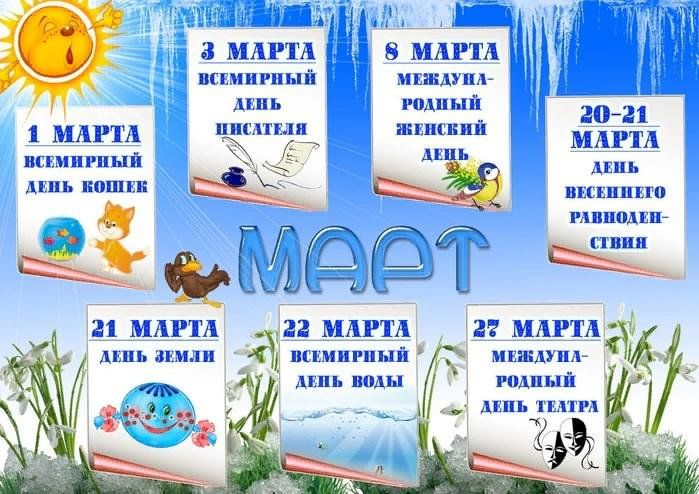 1 МАРТА
ВСЕМИРНЫЙ
ДЕНЬ КОШЕК
3 МАРТА
ВСЕМИРНЫЙ
ДЕНЬ
ПИСАТЕЛЯ
8 МАРТА
МЕЖДУНА-
РОДНЫЙ
ЖЕНСКИЙ
ДЕНЬ
20-21
МАРТА
ДЕНЬ
ВЕСЕННЕГО
РАВНОДЕН-
СТВИЯ
МАРТ
21 МАРТА
ДЕНЬ ЗЕМЛИ
22 МАРТА
ВСЕМИРНЫЙ
ДЕНЬ ВОДЫ
27 МАРТА
МЕЖДУНА-
РОДНЫЙ
ДЕНЬ ТЕАТРА